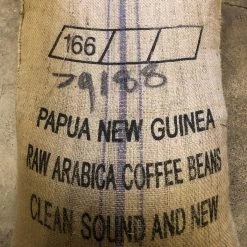 166
79188
PAPUA NEW GUINEA
RAW ARABICA COFFEE BEANS
CLEAN SOUND AND NEW